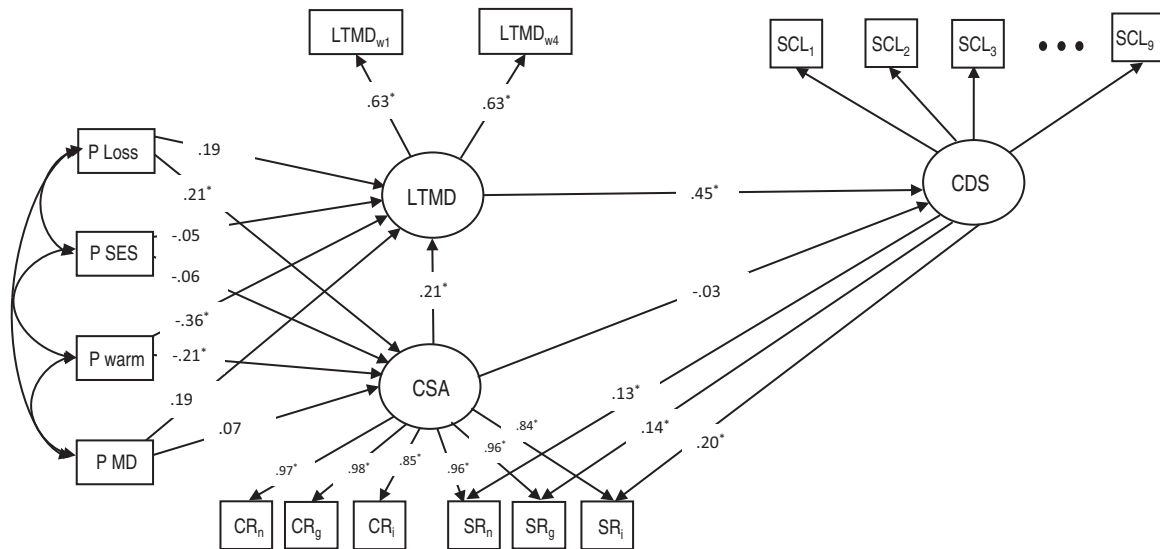 LTMDw1
LTMDw4
SCL1
SCL2
SCL3
SCL9
.63*
.63*
P Loss
.19
LTMD
.45*
CDS
.21*
P SES
-.05
-.06
.21*
-.03
P warm
-.36*
-.21*
CSA
.19
.07
P MD
.13*
.14*
.20*
.97*
.98*
.85*
.96*
.96*
.84*
CRn
CRg
CRi
SRn
SRg
SRi